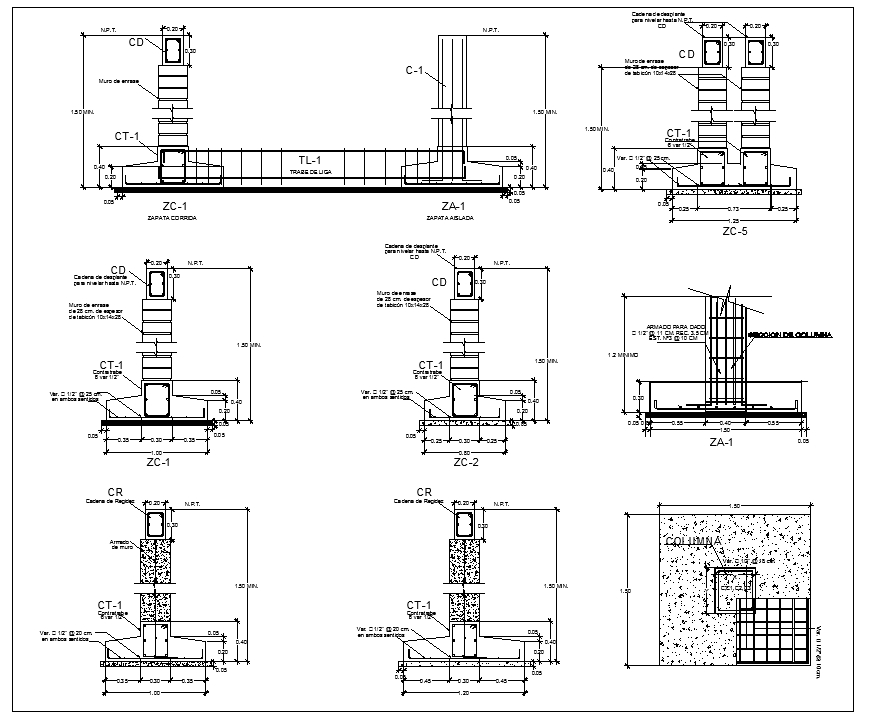 0.20
N.P.T.
CD
0.30
Muro de enrase
1.50 MIN.
CT-1
0.40
0.20
0.05
ZC-1
ZAPATA CORRIDA
TL-1
TRABE DE LIGA
C-1
1.50 MIN.
0.05
0.40
0.20
0.05
ZA-1
ZAPATA AISLADA
Cadena de desplante
para nivelar hasta N.P.T.
CD
0.20
0.20
0.30
0.30
CD
Muro de enrase
de 28 cm. de espesor
de tabicón 10x14x28
1.50 MIN.
CT-1
Contratrabe
6 var 1/2"
Var. 1/2" @ 25 cm.
0.40
0.20
0.05
0.25
0.73
0.25
1.25
ZC-5
0.20
N.P.T.
CD
Cadena de desplante
para nivelar hasta N.P.T.
0.30
Muro de enrase
de 28 cm. de espesor
de tabicón 10x14x28
1.50 MIN.
CT-1
Contratrabe
6 var 1/2"
Var. 1/2" @ 25 cm.
en ambos sentidos
0.05
0.40
0.20
0.05
0.05
0.35
0.30
0.35
1.00
ZC-1
Cadena de desplante
para nivelar hasta N.P.T.
CD
0.20
N.P.T.
CD
0.30
Muro de enrase
de 28 cm. de espesor
de tabicón 10x14x28
1.50 MIN.
CT-1
Contratrabe
6 var 1/2"
Var. 1/2" @ 25 cm.
en ambos sentidos
0.05
0.40
0.20
0.05
0.05
0.25
0.30
0.25
0.80
ZC-2
ARMADO PARA DADO
1/2" @ 11 CM. REC. 3.5 CM
EST. Nº3 @ 10 CM
SECCION DE COLUMNA
1.2 MINIMO
0.30
0.20
0.05
0.55
0.40
0.55
1.50
0.05
ZA-1
CR
Cadena de Regidez
0.20
N.P.T.
0.30
Armado
de muro
1.50 MIN.
CT-1
Contratrabe
6 var 1/2"
Var. 1/2" @ 20 cm.
en ambos sentidos
0.05
0.40
0.20
0.05
0.05
0.35
0.30
0.35
1.00
CR
Cadena de Regidez
0.20
N.P.T.
0.30
1.50 MIN.
CT-1
Contratrabe
6 var 1/2"
Var. 1/2" @ 20 cm.
en ambos sentidos
0.05
0.40
0.20
0.05
0.05
0.45
0.30
0.45
1.20
1.50
COLUMNA
1.50
Var. 1/2" @ 10 cm.